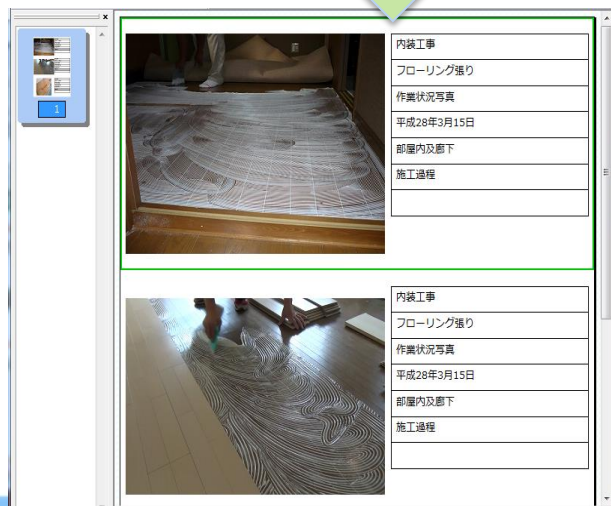 1
内装工事
フローリング張り
作業状況写真
平成28年3月15日
部屋内及廊下
施工過程
内装工事
フローリング張り
作業状況写真
平成28年3月15日
部屋内及廊下
施工過程